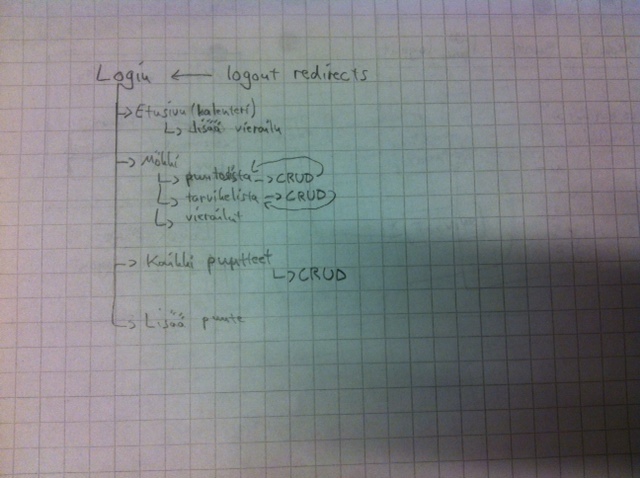 Login ← logout redirects
→ Etusivu (kalenteri)
↳ lisää vierailu
→ Mökki
↳ puutelista → CRUD
↳ tarvikelista → CRUD
↳ vierailut
→ Kaikki puutteet
↳ CRUD
↳ Lisää puute